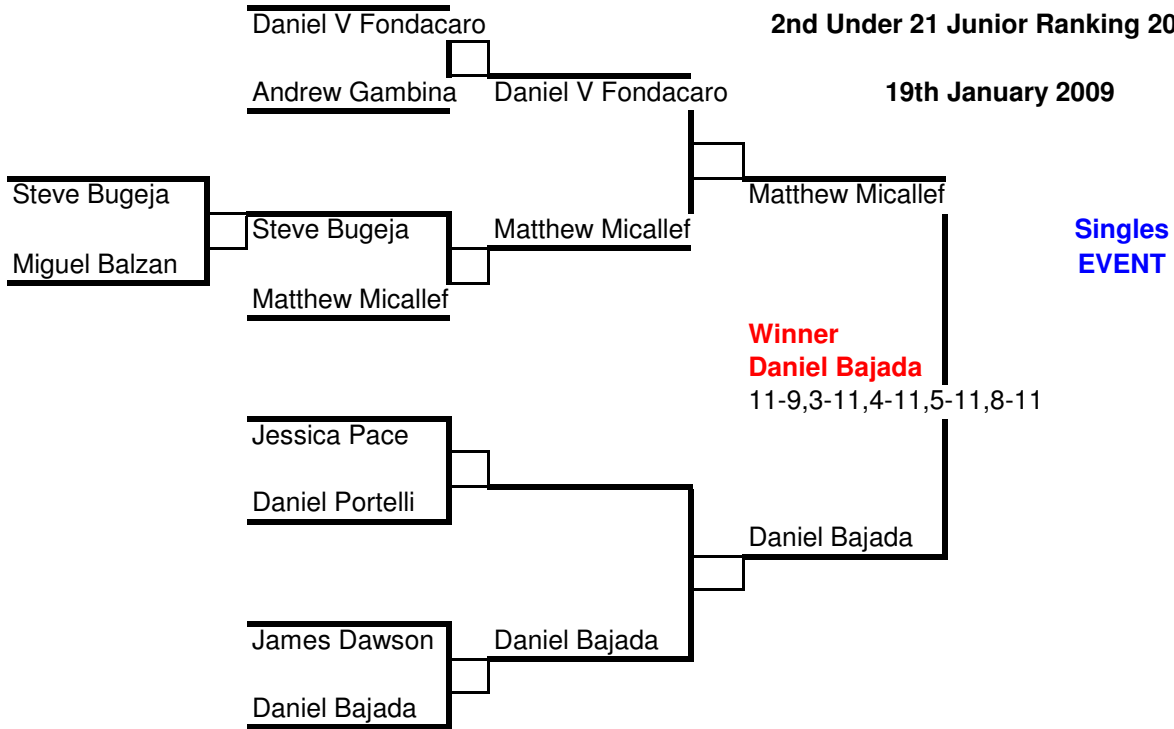 Daniel V Fondacaro
2nd Under 21 Junior Ranking 20
Andrew Gambina
Daniel V Fondacaro
19th January 2009
Steve Bugeja
Matthew Micallef
Steve Bugeja
Matthew Micallef
Singles
Miguel Balzan
EVENT
Matthew Micallef
Winner
Daniel Bajada
11-9,3-11,4-11,5-11,8-11
Jessica Pace
Daniel Portelli
Daniel Bajada
James Dawson
Daniel Bajada
Daniel Bajada